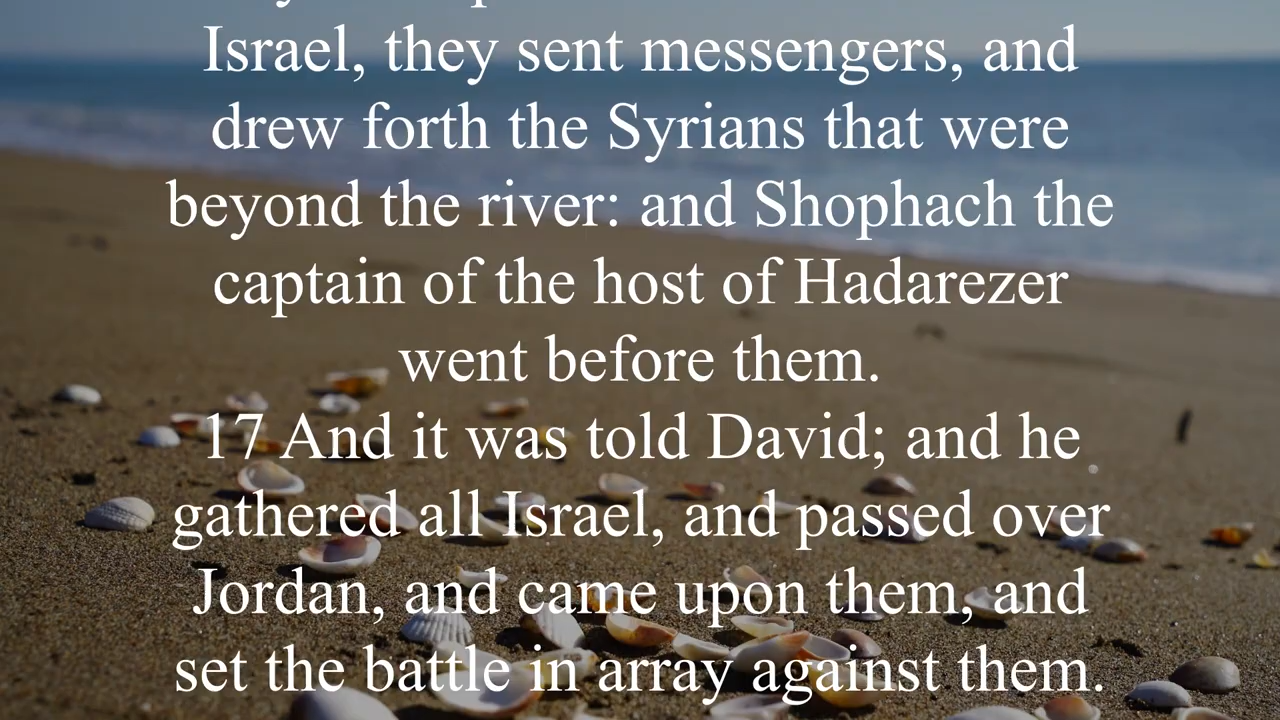 Israel, they sent messengers, and
drew forth the Syrians that were
beyond the river: and Shophach the
captain of the host of Hadarezer
went before them.
17 And it was told David; and he
gathered all Israel, and passed over
Jordan, and came upon them, and
set the battle in array against them.